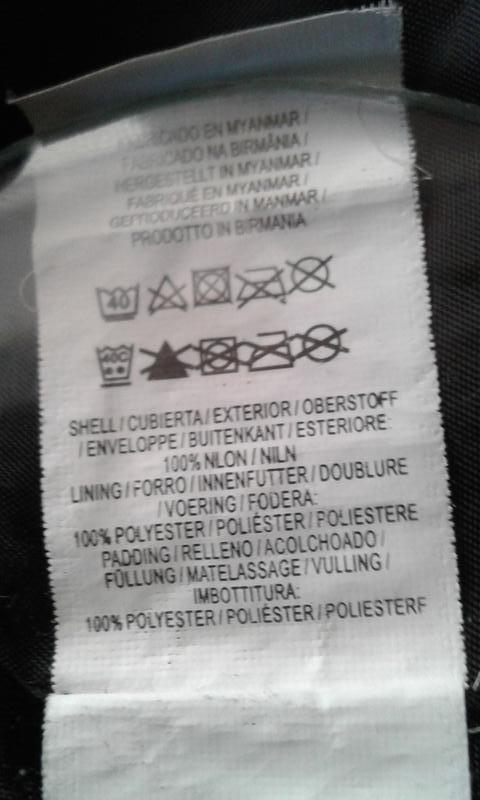 FABRICADO EN MYANMAR /
FABRICADO NA BIRMÂNIA /
HERGESTELLT IN MYANMAR /
FABRIQUÉ EN MYANMAR /
GEPRODUCEERD IN MANMAR /
PRODOTTO IN BIRMANIA
40
40C
SHELL / CUBIERTA / EXTERIOR / OBERSTOFF
/ ENVELOPPE / BUITENKANT / ESTERIORE:
100% NLON / NILN
LINING / FORRO / INNENFUTTER / DOUBLURE
/ VOERING / FODERA:
100% POLYESTER / POLIÉSTER / POLIESTERE
PADDING / RELLENO / ACOLCHOADO /
FÜLLUNG / MATELASSAGE / VULLING /
IMBOTTITURA:
100% POLYESTER / POLIÉSTER / POLIESTERF